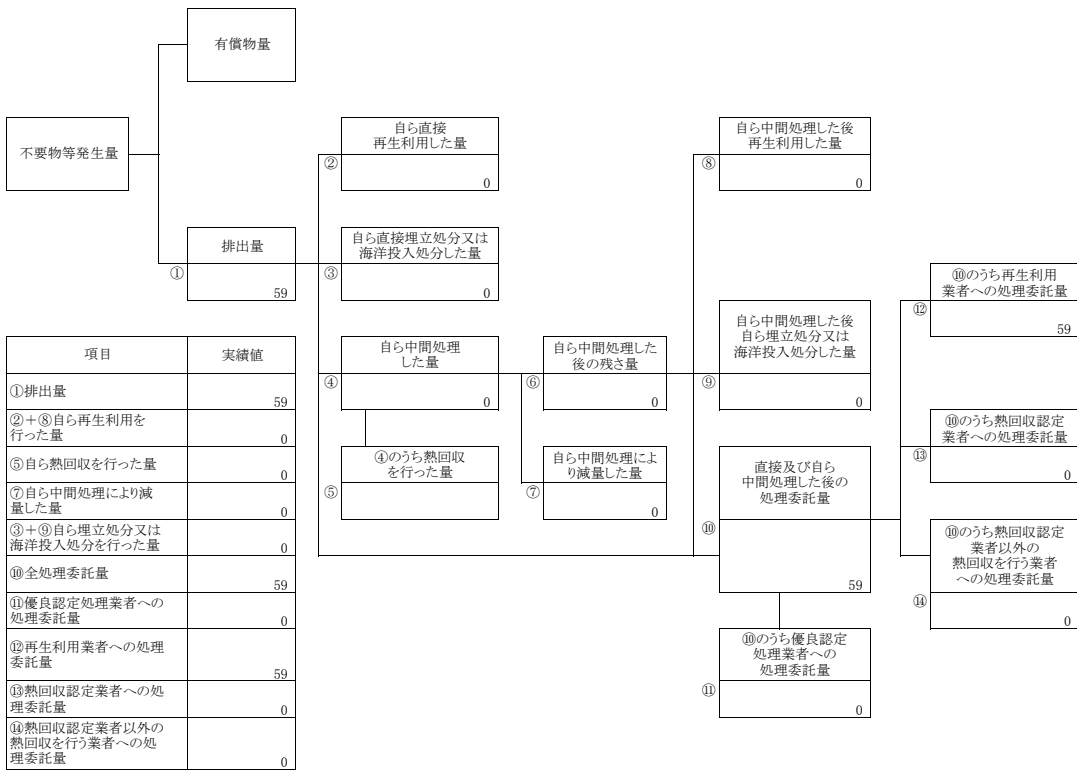 有償物量
不要物等発生量
自ら直接
再生利用した量
②
0
自ら中間処理した後
再生利用した量
⑧
0
排出量
①
59
自ら直接埋立処分又は
海洋投入処分した量
③
0
⑩のうち再生利用
業者への処理委託量
⑫
59
自ら中間処理
した量
④
0
自ら中間処理した
後の残さ量
⑥
0
自ら中間処理した後
自ら埋立処分又は
海洋投入処分した量
⑨
0
④のうち熱回収
を行った量
⑤
自ら中間処理によ
り減量した量
⑦
0
直接及び自ら
中間処理した後の
処理委託量
⑩
59
⑩のうち熱回収認定
業者への処理委託量
⑬
0
⑩のうち熱回収認定
業者以外の
熱回収を行う業者
への処理委託量
⑭
0
⑩のうち優良認定
処理業者への
処理委託量
⑪
0
項目 実績値
①排出量 59
②+⑧自ら再生利用を
行った量 0
⑤自ら熱回収を行った量 0
⑦自ら中間処理により減
量した量 0
③+⑨自ら埋立処分又は
海洋投入処分を行った量 0
⑩全処理委託量 59
⑪優良認定処理業者への
処理委託量 0
⑫再生利用業者への処理
委託量 59
⑬熱回収認定業者への処
理委託量 0
⑭熱回収認定業者以外の
熱回収を行う業者への処
理委託量 0